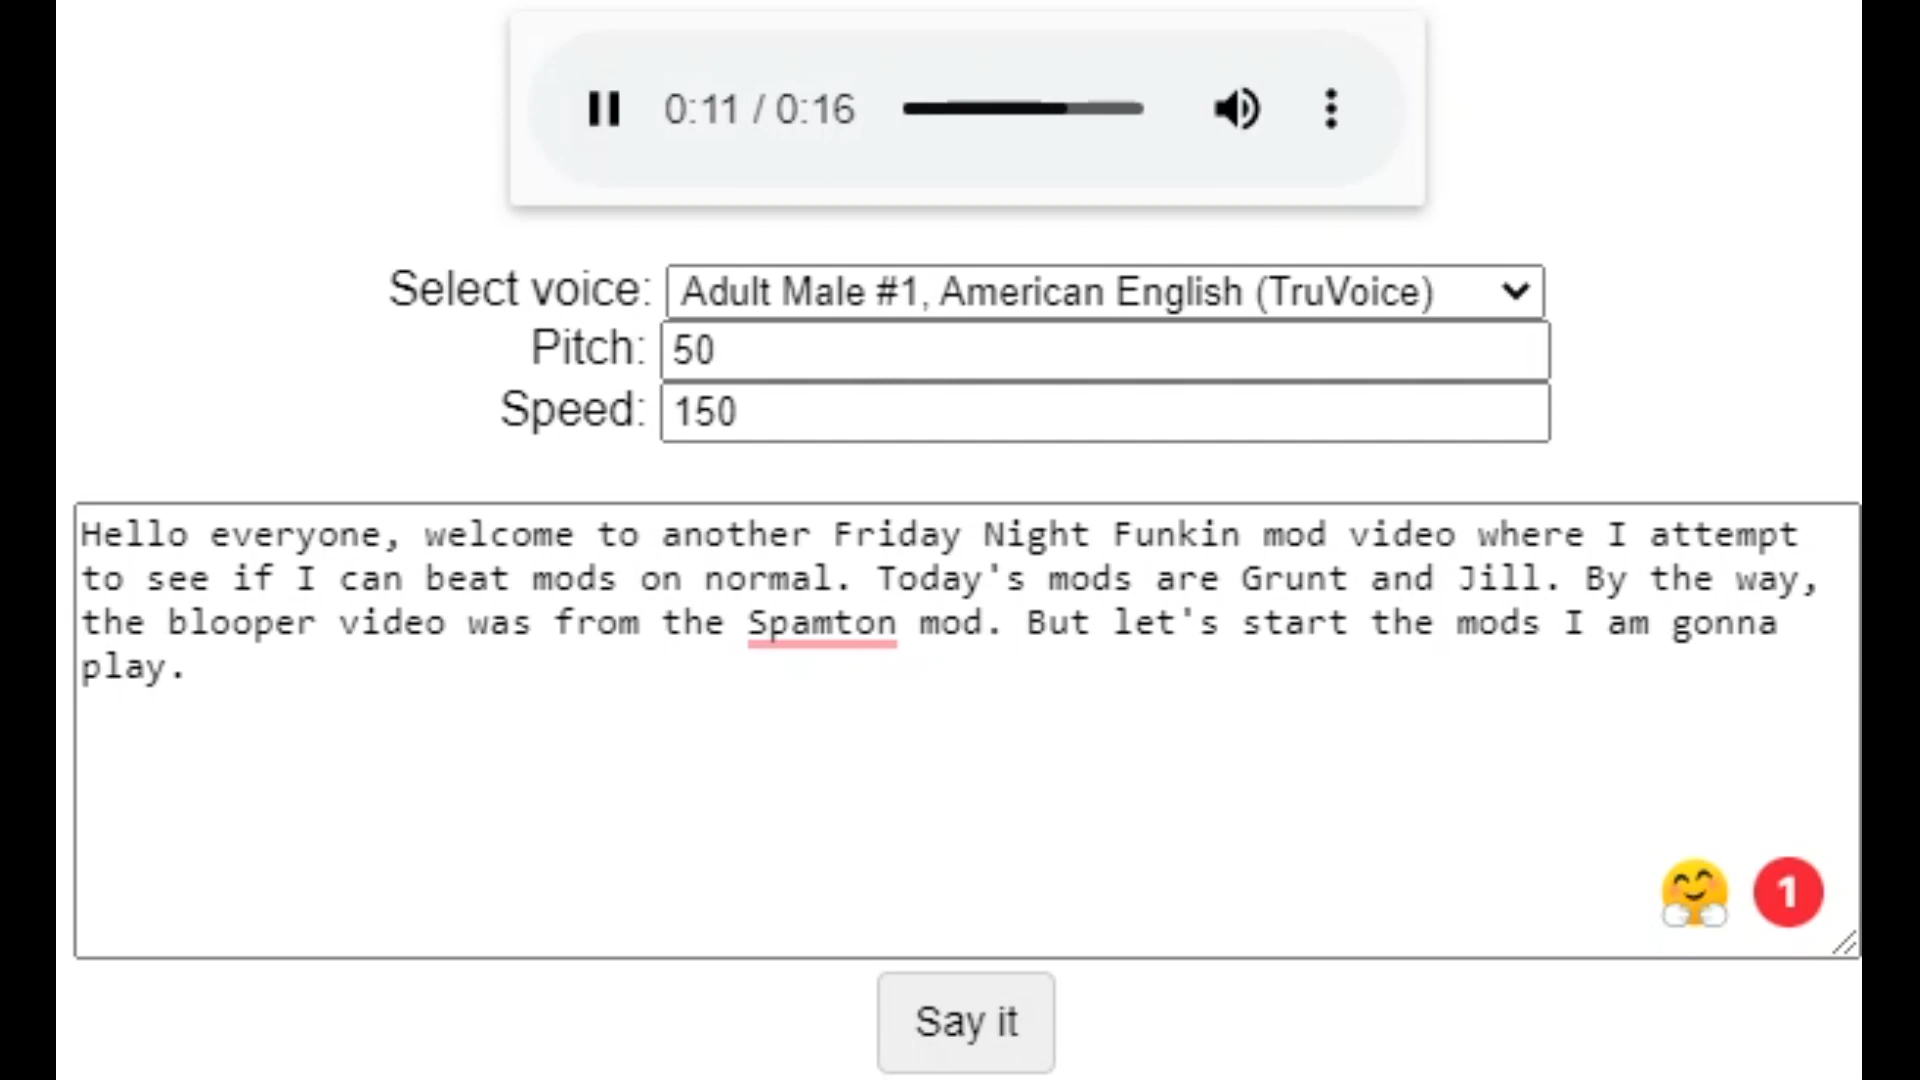 0:11 / 0:16
Select voice: Adult Male #1, American English (TruVoice)
Pitch: 50
Speed: 150
Hello everyone, welcome to another Friday Night Funkin mod video where I attempt
to see if I can beat mods on normal. Today's mods are Grunt and Jill. By the way,
the blooper video was from the Spamton mod. But let's start the mods I am gonna
play.
1
Say it